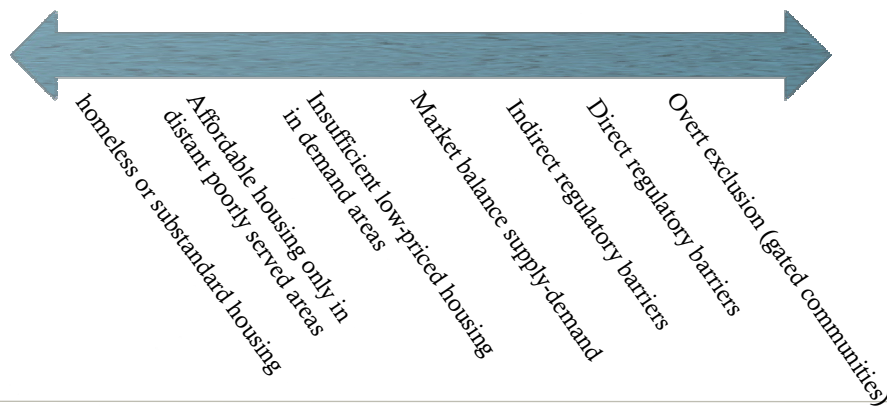 homeless or substandard housing
Affordable housing only in
distant poorly served areas
Insufficient low-priced housing
in demand areas
Market balance supply-demand
Indirect regulatory barriers
Direct regulatory barriers
Overt exclusion (gated communities)